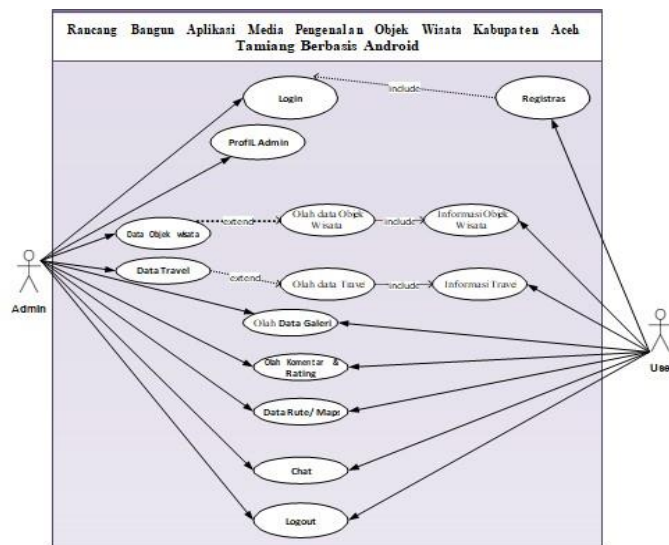 Rancang Bangun Aplikasi Media Pengenalan Objek Wisata Kabupaten Aceh
Tamiang Berbasis Android
Login
include
Registras
ProfiL Admin
Data Objek wisata
extend
Olah data Objek
Wisata
include
Informasi Objek
Wisata
Data Travel
extend
Olah data Travel
include
Informasi Travel
Admin
Olah Data Galeri
Olah Komentar &
Rating
Data Rute/ Maps
Chat
Logout
Use